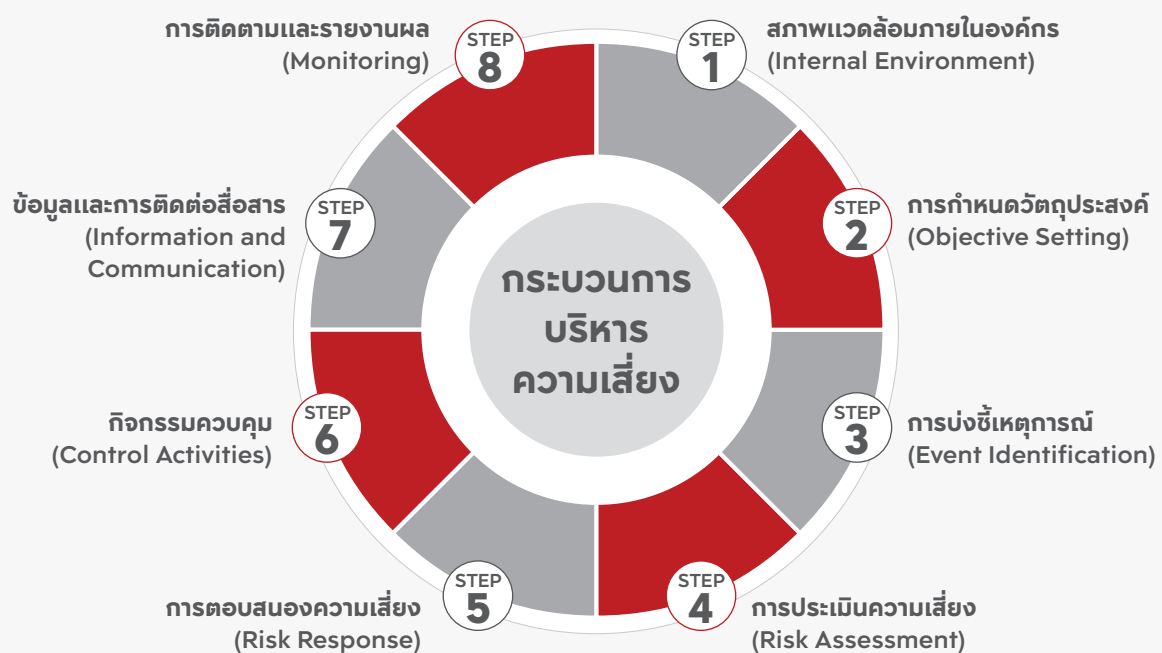 กระบวนการ
บริหาร
ความเสี่ยง
STEP
1
สภาพแวดล้อมภายในองค์กร
(Internal Environment)
STEP
2
การกำหนดวัตถุประสงค์
(Objective Setting)
STEP
3
การบ่งชี้เหตุการณ์
(Event Identification)
STEP
4
การประเมินความเสี่ยง
(Risk Assessment)
STEP
5
การตอบสนองความเสี่ยง
(Risk Response)
STEP
6
กิจกรรมควบคุม
(Control Activities)
STEP
7
ข้อมูลและการติดต่อสื่อสาร
(Information and
Communication)
STEP
8
การติดตามและรายงานผล
(Monitoring)